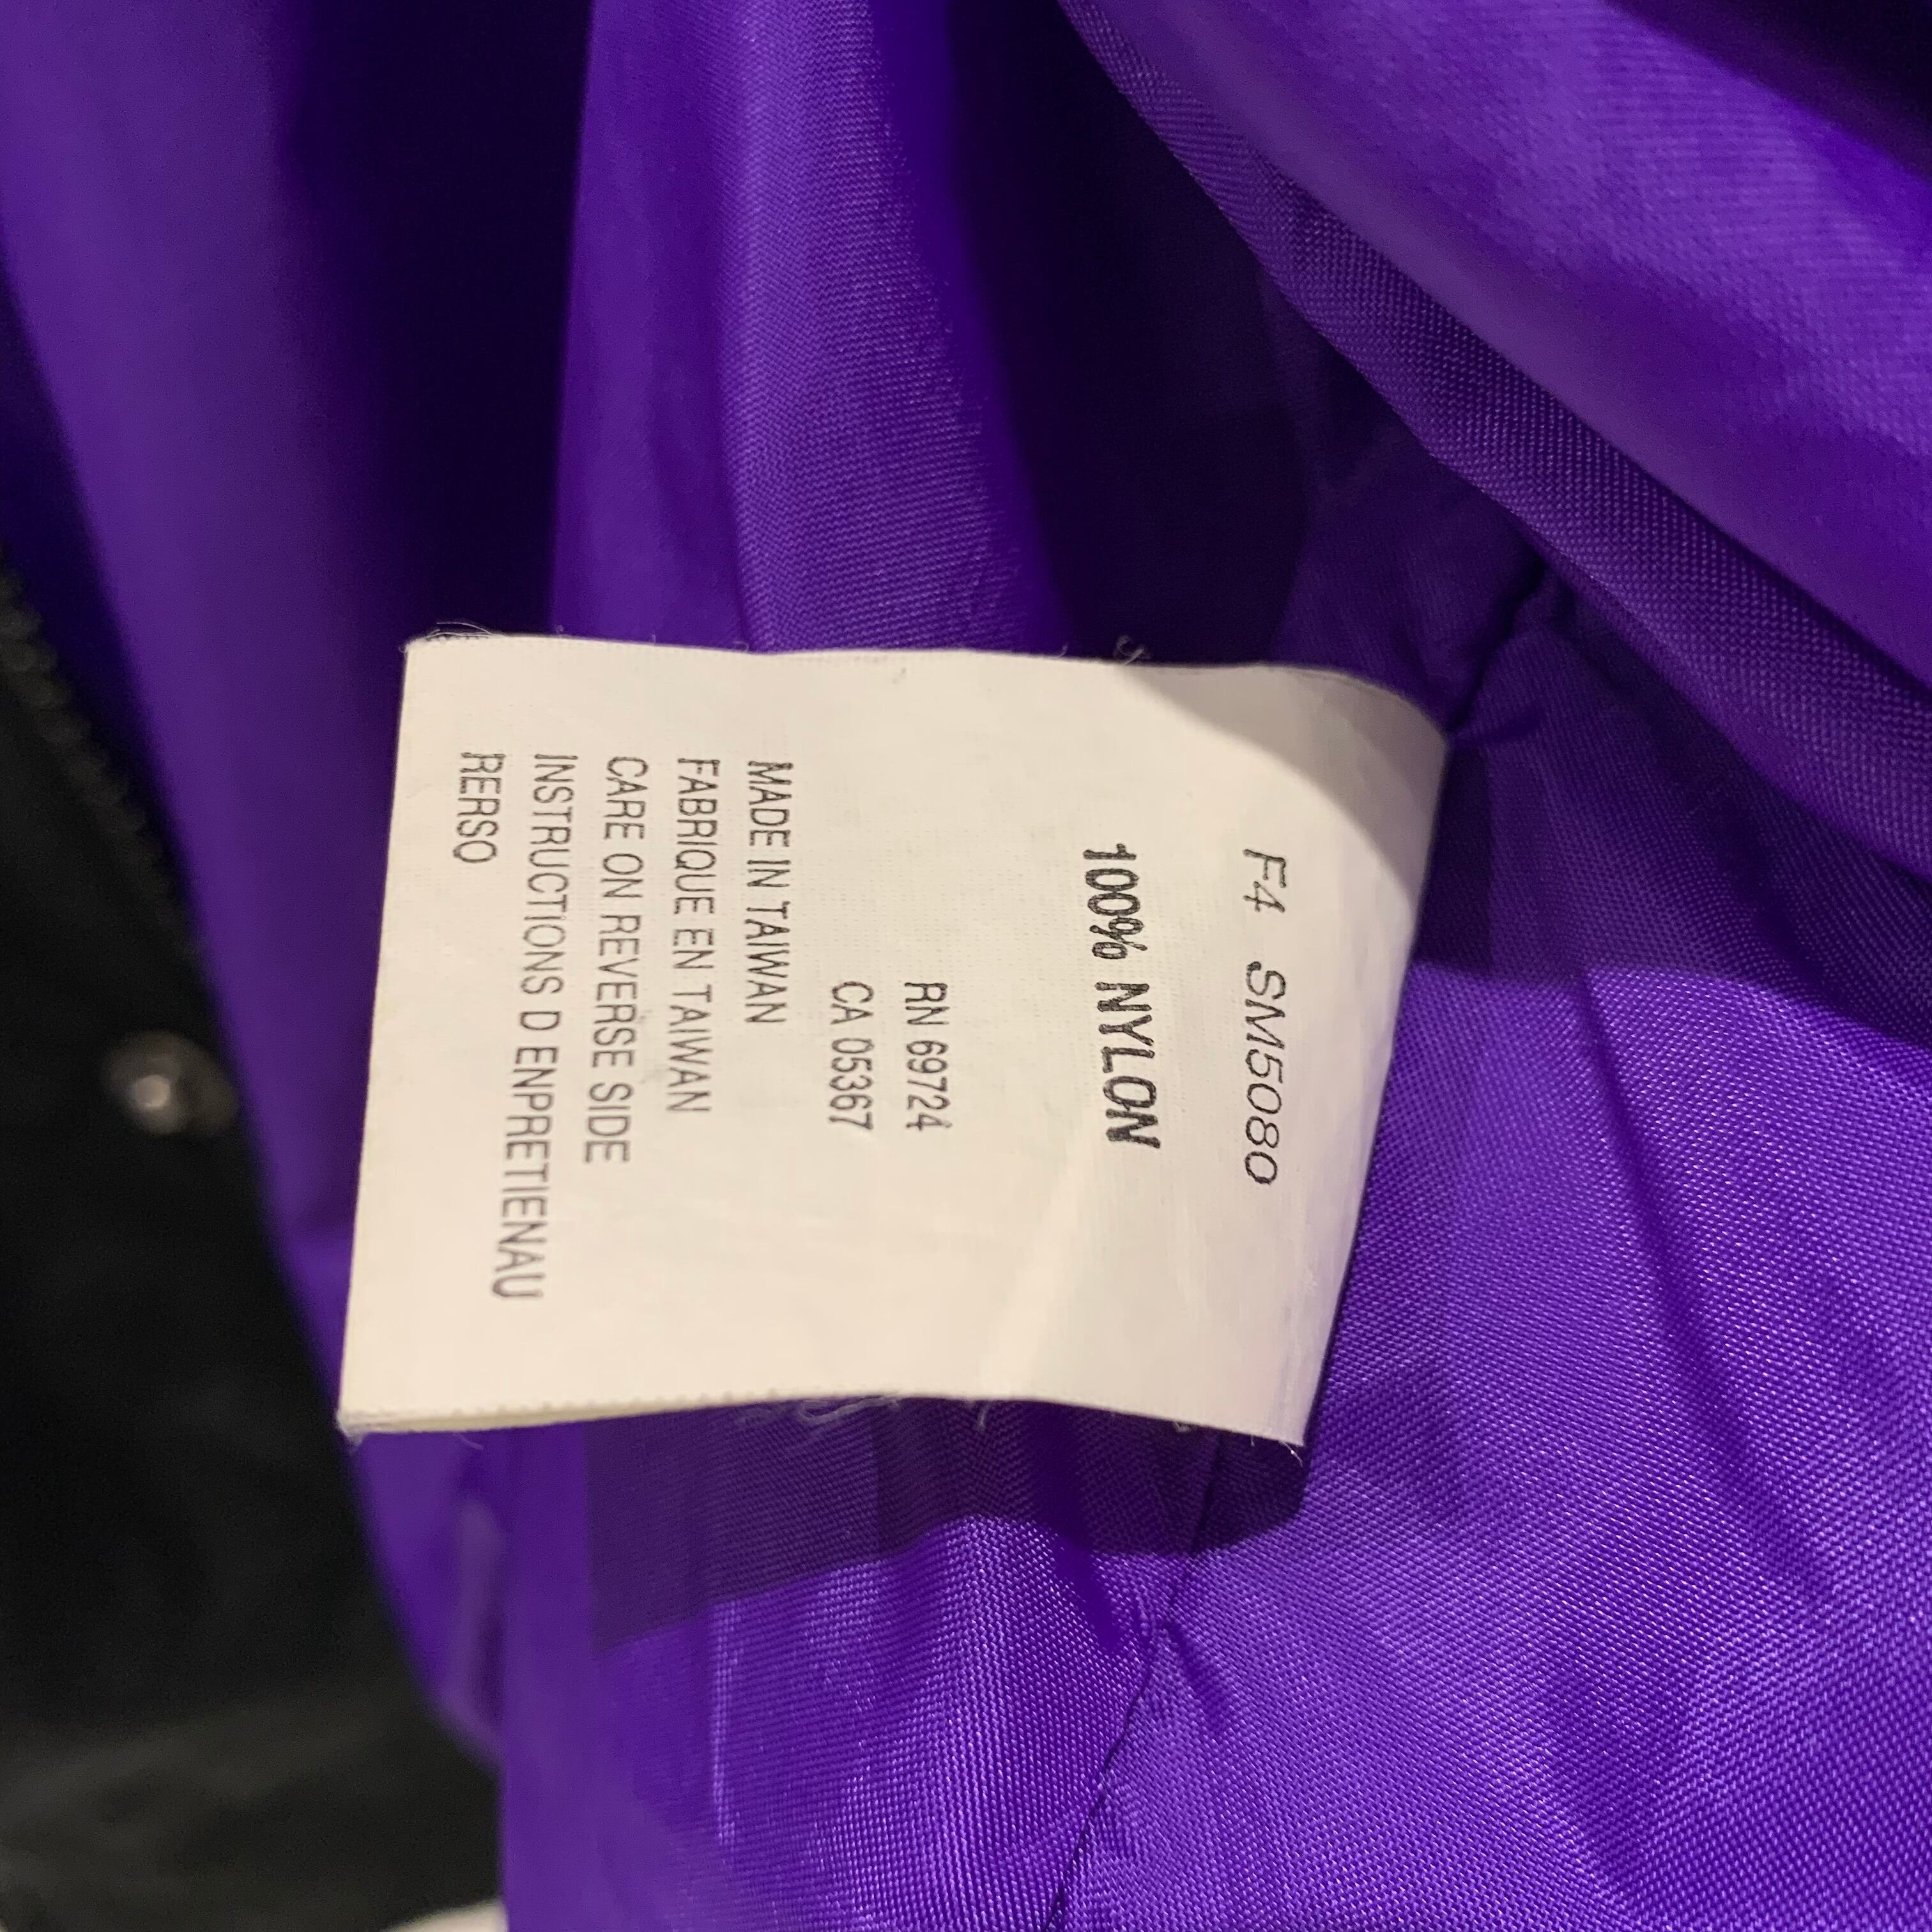 F4 SM5080
100% NYLON
RN 69724
CA 05367
MADE IN TAIWAN
FABRIQUE EN TAIWAN
CARE ON REVERSE SIDE
INSTRUCTIONS D ENPRETIENAU
RERSO